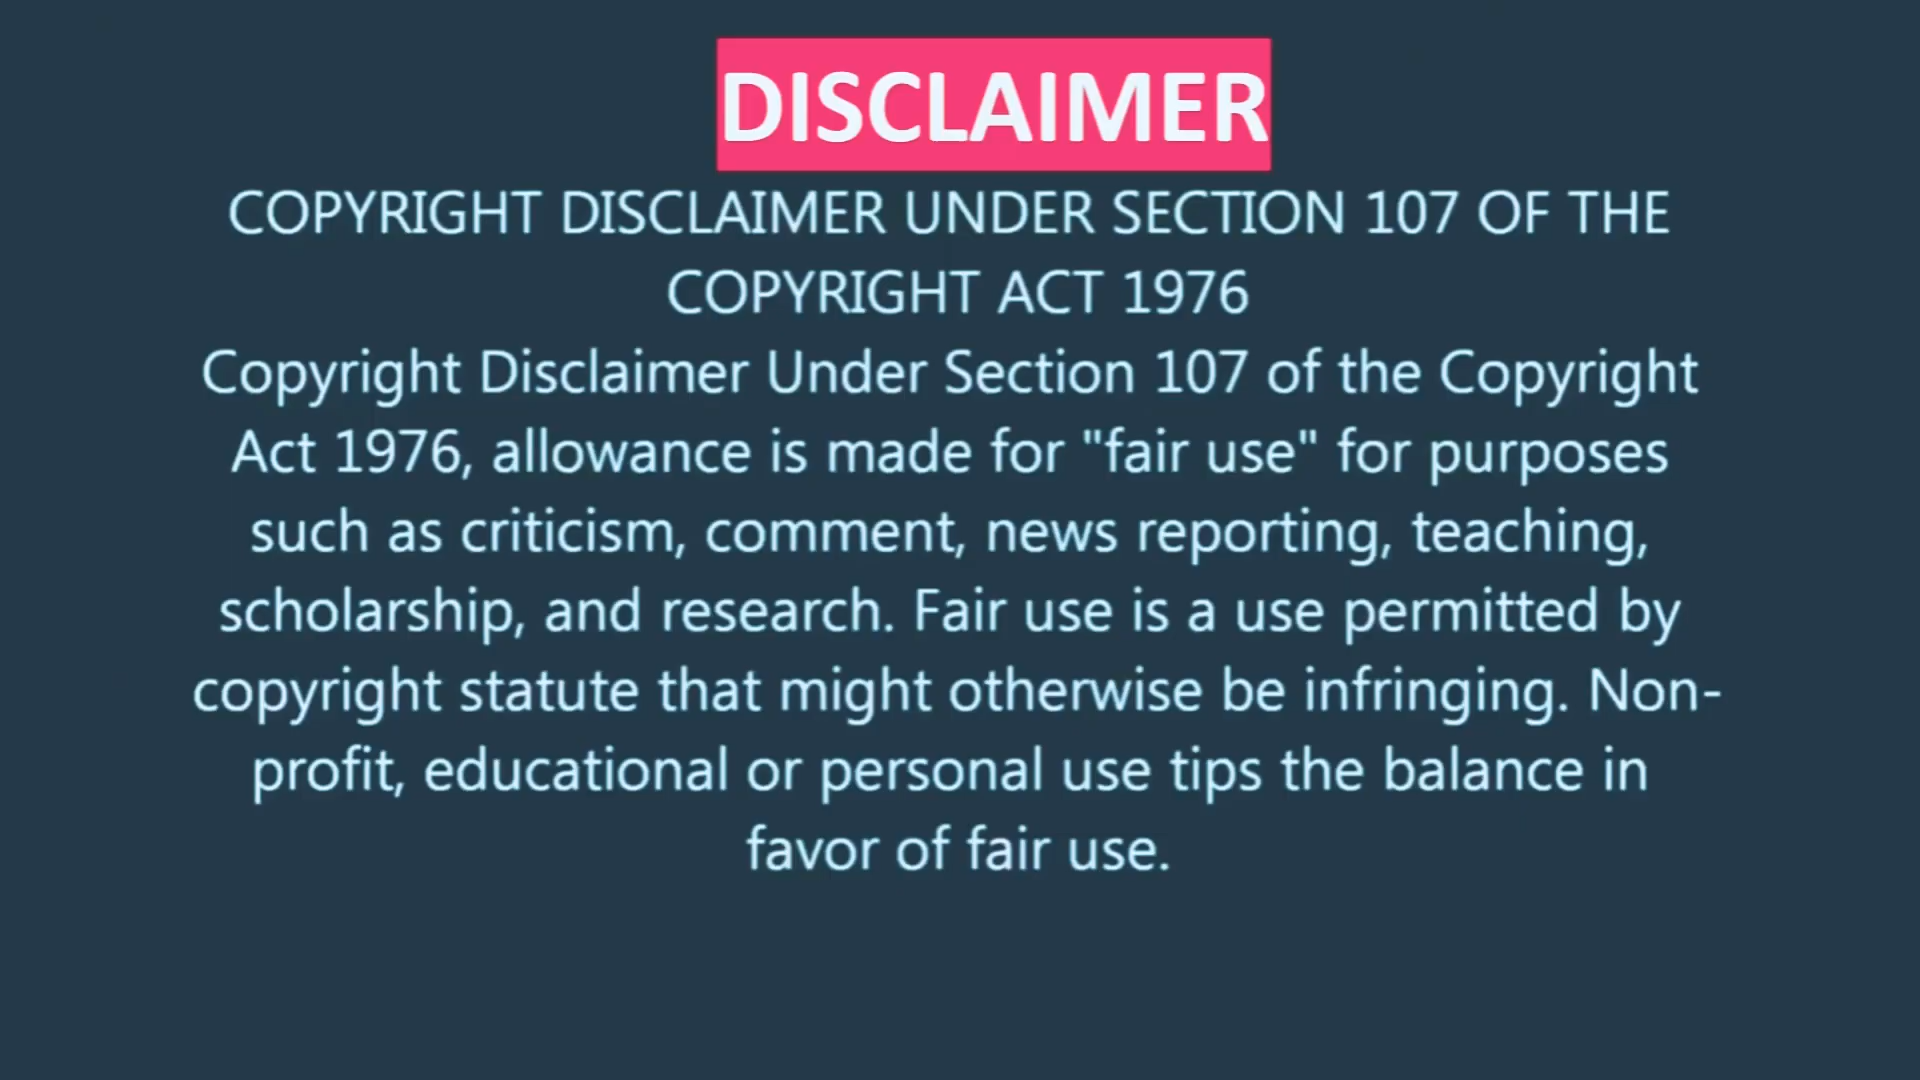 DISCLAIMER
COPYRIGHT DISCLAIMER UNDER SECTION 107 OF THE
COPYRIGHT ACT 1976
Copyright Disclaimer Under Section 107 of the Copyright
Act 1976, allowance is made for "fair use" for purposes
such as criticism, comment, news reporting, teaching,
scholarship, and research. Fair use is a use permitted by
copyright statute that might otherwise be infringing. Non-
profit, educational or personal use tips the balance in
favor of fair use.